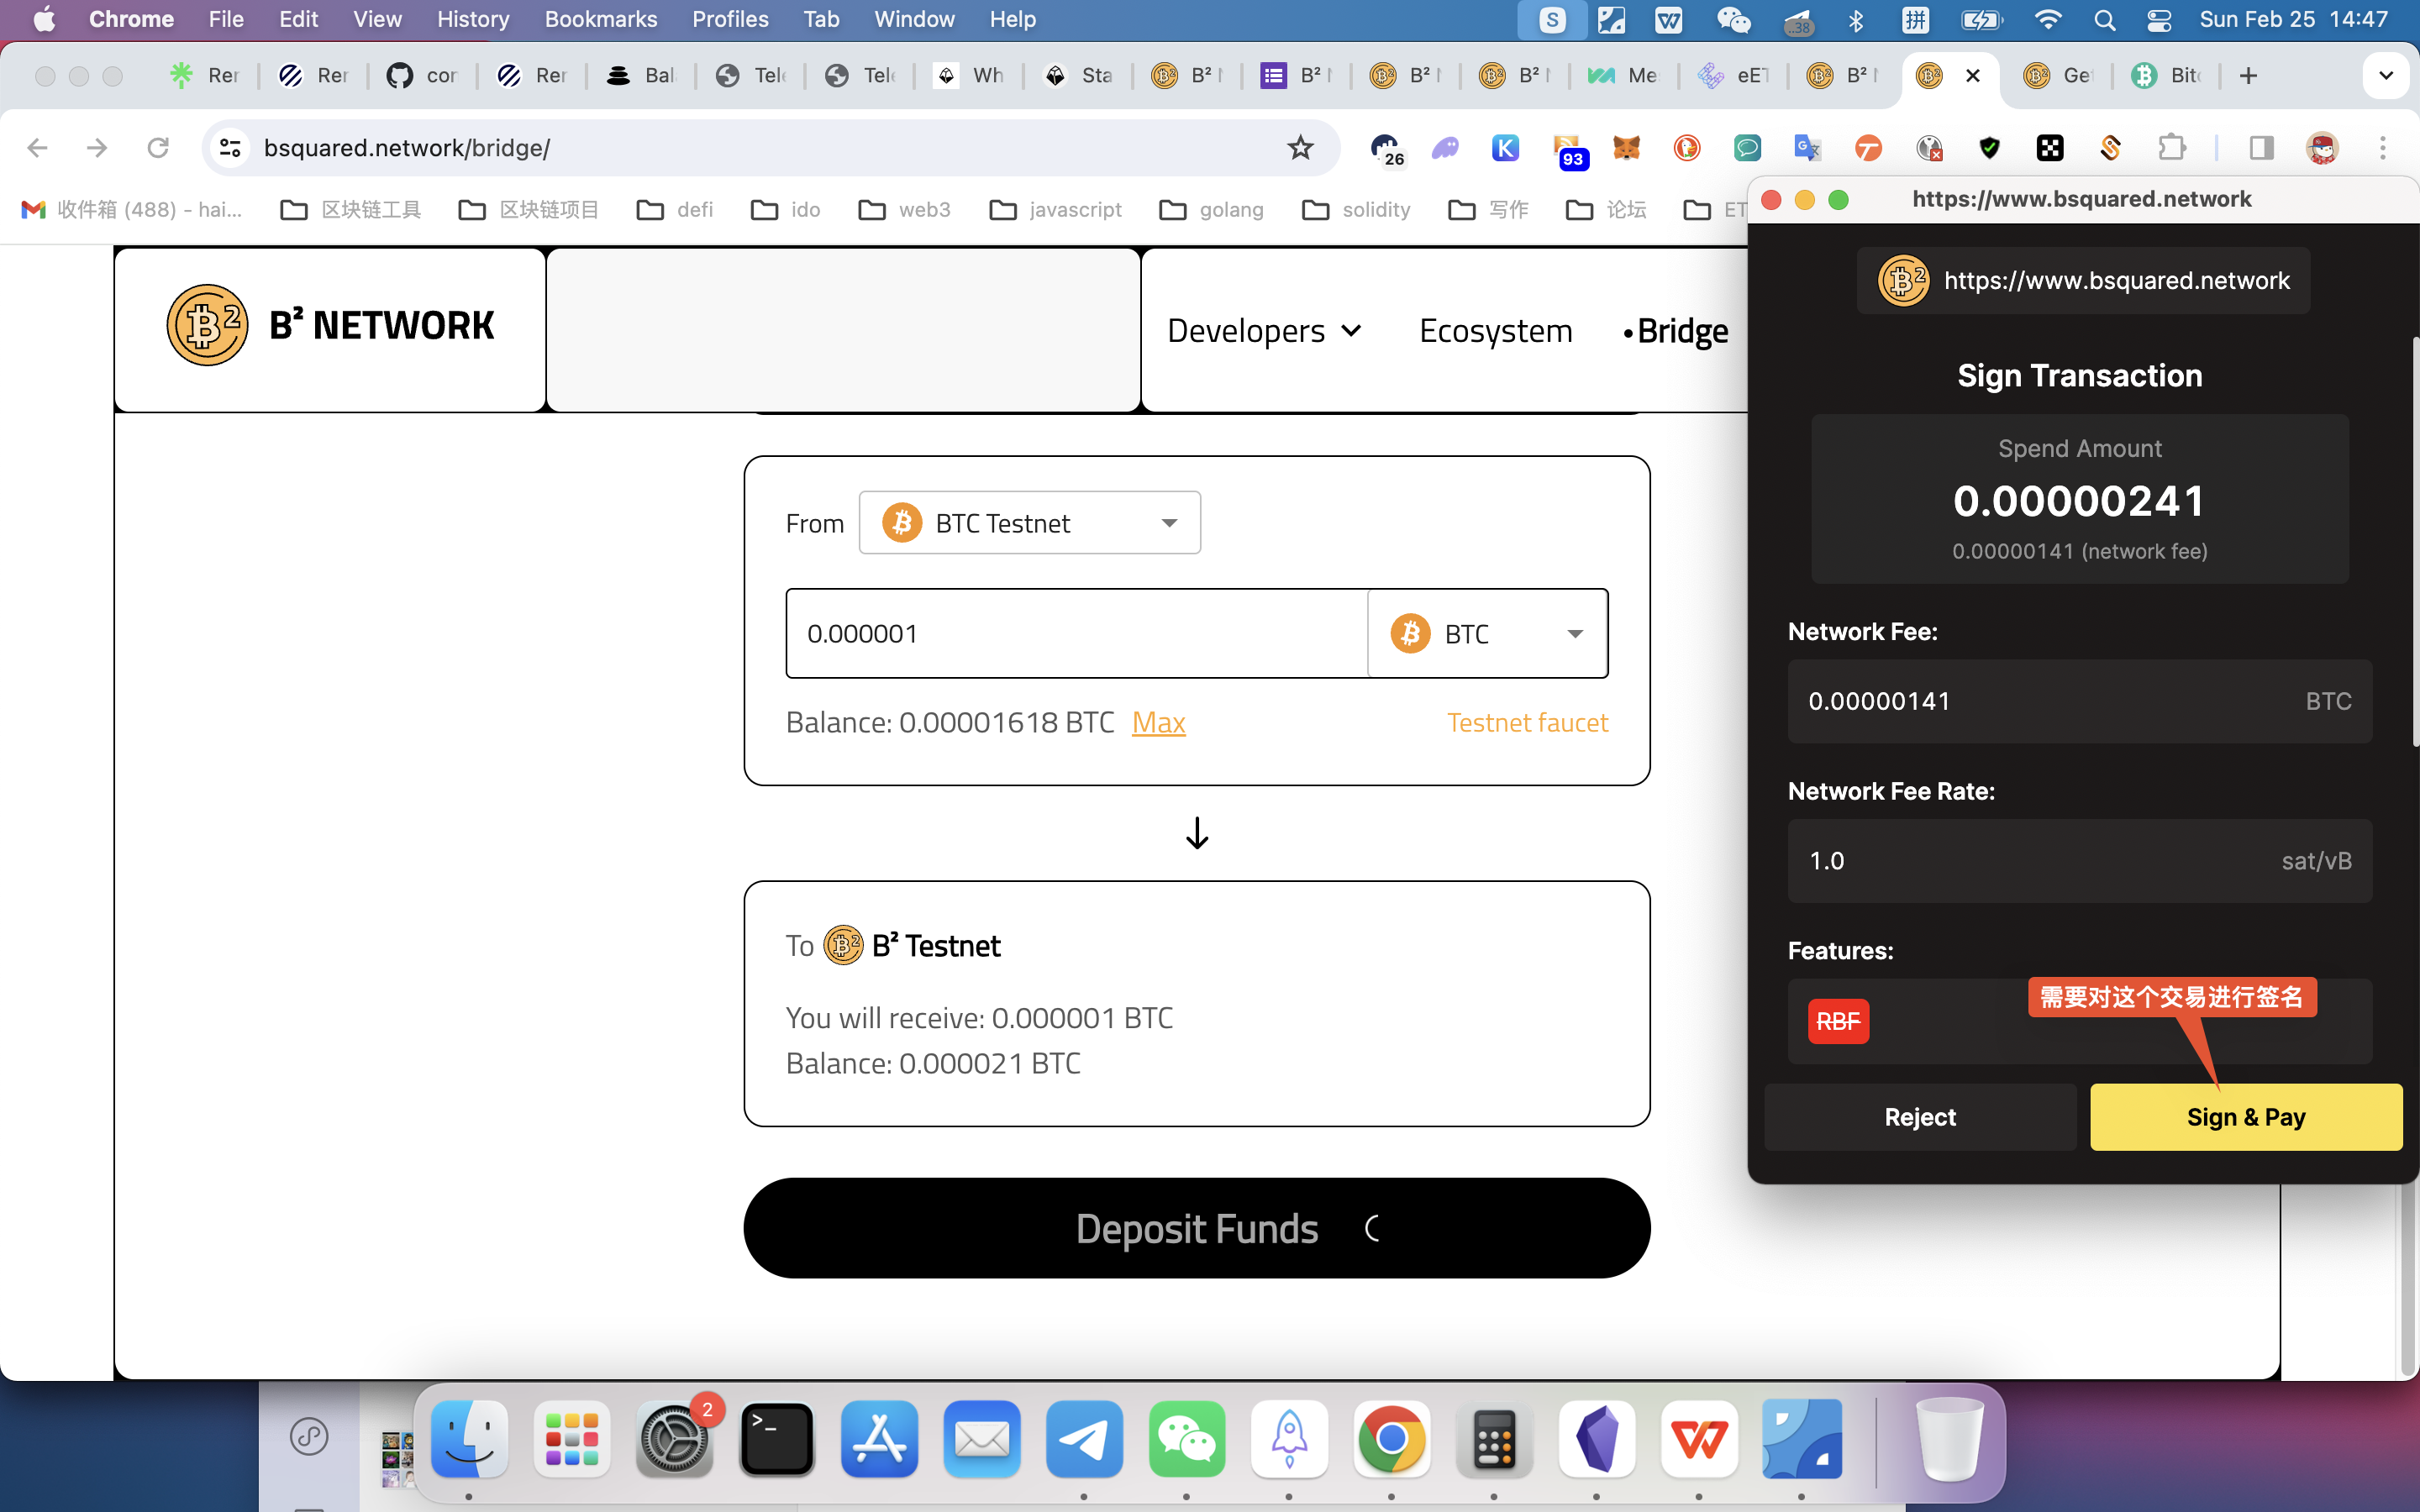 Chrome File Edit View History Bookmarks Profiles Tab Window Help
S 38 拼 Sun Feb 25 14:47
Rer Rer cor Rer Bal Tele Tele Wh Sta B² B² B² B² Me eET B² Ge Bit
bsquared.network/bridge/
26 K 93
收件箱 (488) - hai... 区块链工具 区块链项目 defi ido web3 javascript golang solidity 写作 论坛 ET
B² NETWORK
Developers Ecosystem •Bridge
From BTC Testnet
0.000001 BTC
Balance: 0.00001618 BTC Max Testnet faucet
To B² Testnet
You will receive: 0.000001 BTC
Balance: 0.000021 BTC
Deposit Funds
https://www.bsquared.network
https://www.bsquared.network
Sign Transaction
Spend Amount
0.00000241
0.00000141 (network fee)
Network Fee:
0.00000141 BTC
Network Fee Rate:
1.0 sat/vB
Features:
需要对这个交易进行签名
RBF
Reject Sign & Pay
2